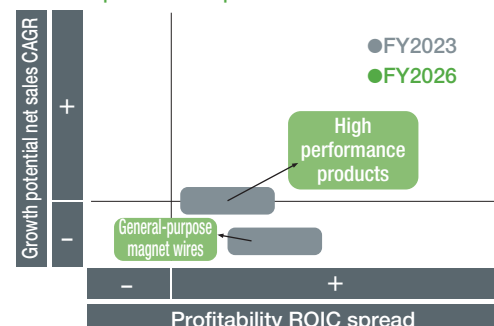 Growth potential net sales CAGR
+
−
●FY2023
●FY2026
High
performance
products
General-purpose
magnet wires
−
+
Profitability ROIC spread